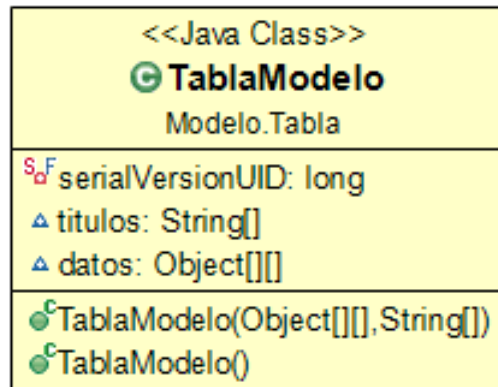 <<Java Class>>
C TablaModelo
Modelo.Tabla
S F serialVersionUID: long
titulos: String[]
datos: Object[][]
C TablaModelo(Object[][],String[])
C TablaModelo()